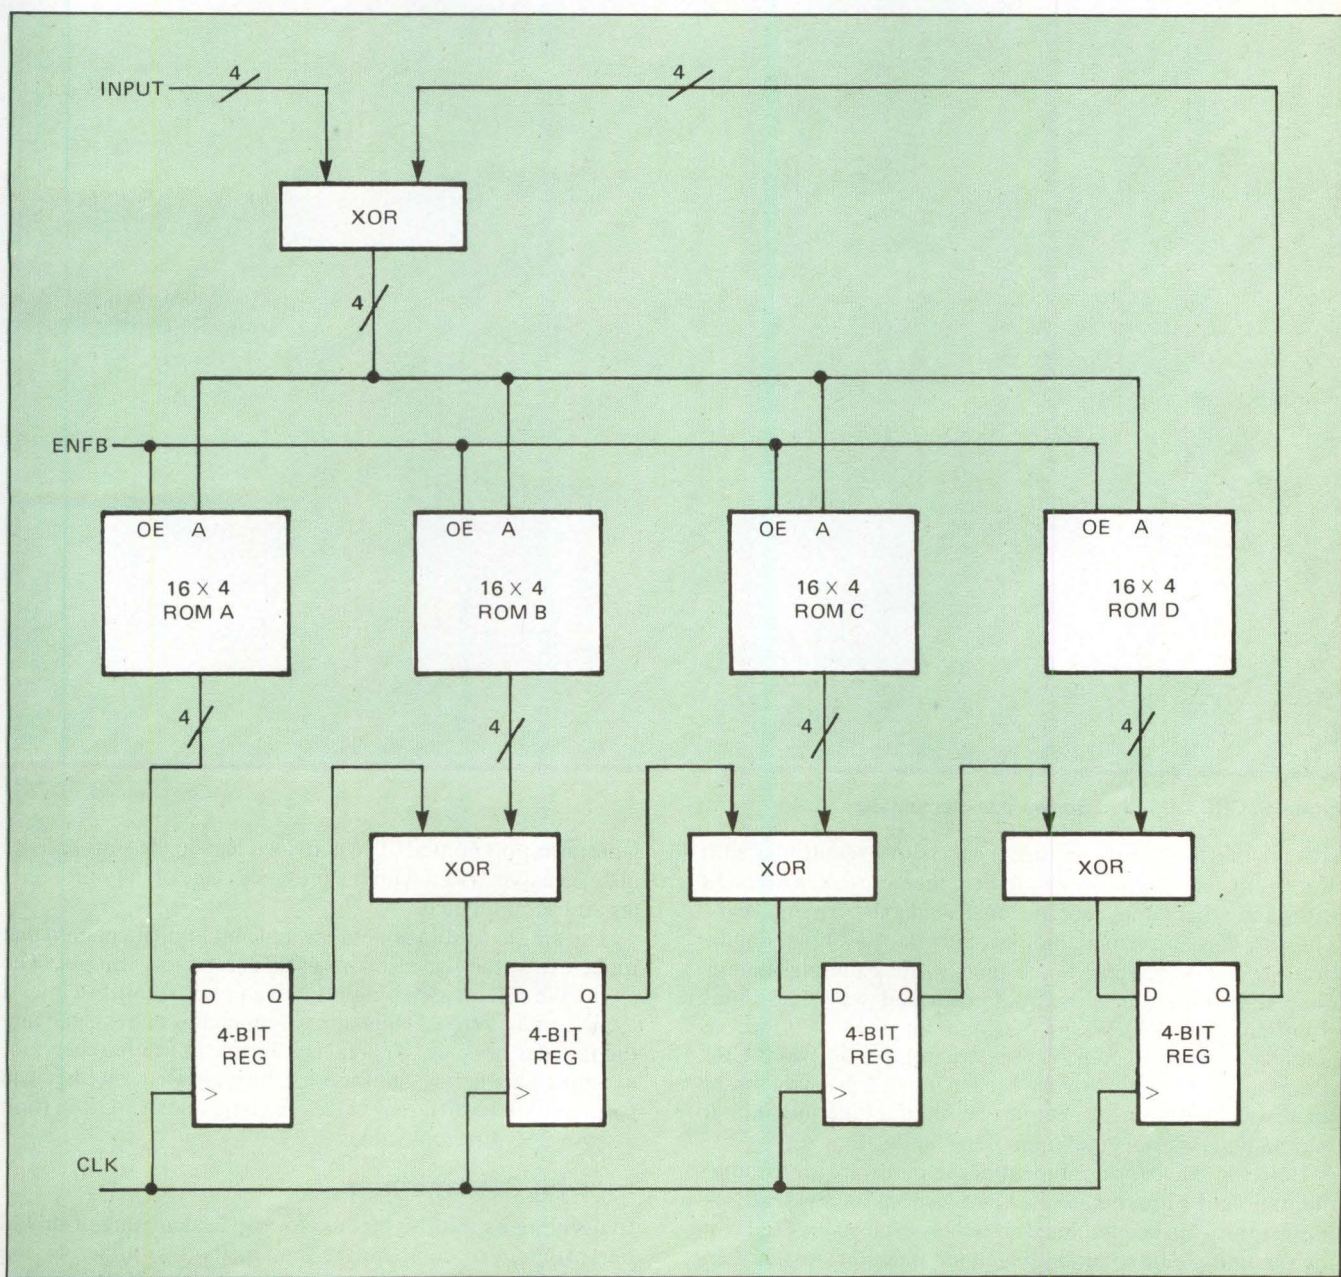 INPUT
4
4
XOR
4
ENFB
OE A
16 × 4
ROM A
OE A
16 × 4
ROM B
OE A
16 × 4
ROM C
OE A
16 × 4
ROM D
4
4
4
4
XOR
XOR
XOR
D Q
4-BIT
REG
>
D Q
4-BIT
REG
>
D Q
4-BIT
REG
>
D Q
4-BIT
REG
>
CLK